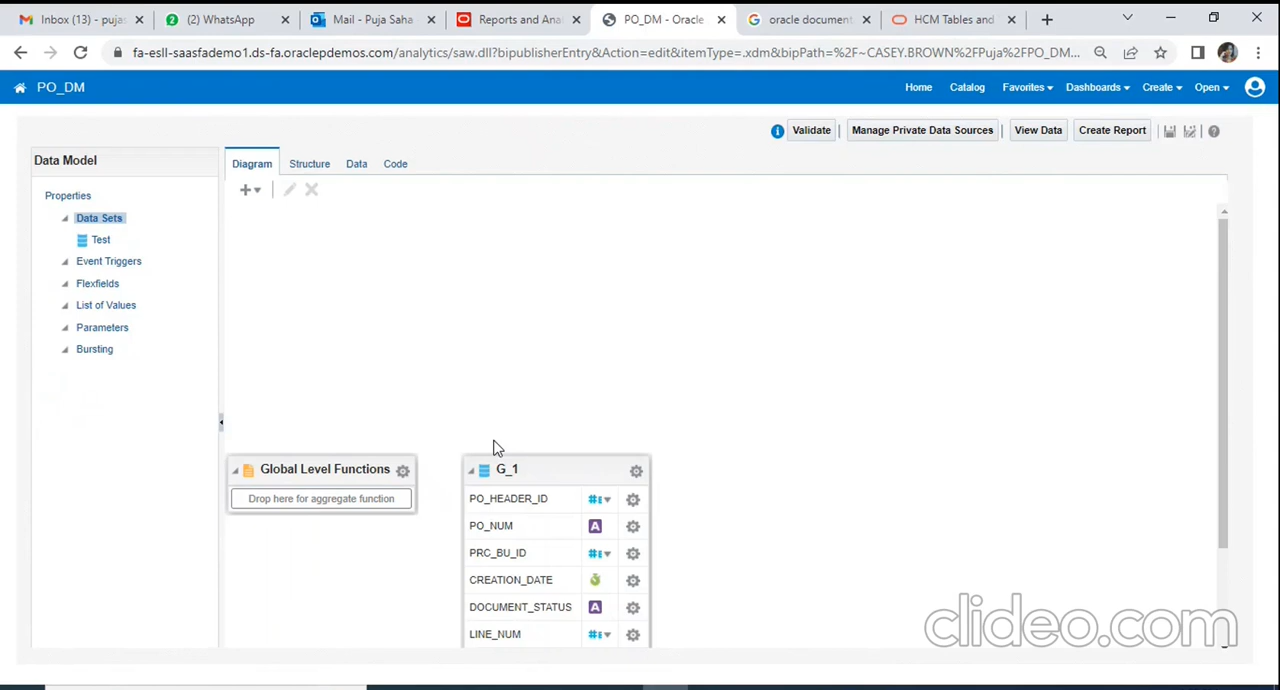 Inbox (13) - pujas
2 (2) WhatsApp
Mail - Puja Saha
Reports and Ana
PO_DM - Oracle
oracle document
HCM Tables and
fa-esll-saasfademo1.ds-fa.oraclepdemos.com/analytics/saw.dll?bipublisherEntry&Action=edit&itemType=.xdm&bipPath=%2F~CASEY.BROWN%2FPuja%2FPO_DM...
PO_DM
Home Catalog Favorites Dashboards Create Open
Validate Manage Private Data Sources View Data Create Report
Data Model
Diagram Structure Data Code
Properties
Data Sets
Test
Event Triggers
Flexfields
List of Values
Parameters
Bursting
Global Level Functions
Drop here for aggregate function
G_1
PO_HEADER_ID
PO_NUM A
PRC_BU_ID
CREATION_DATE
DOCUMENT_STATUS A
LINE_NUM
clideo.com